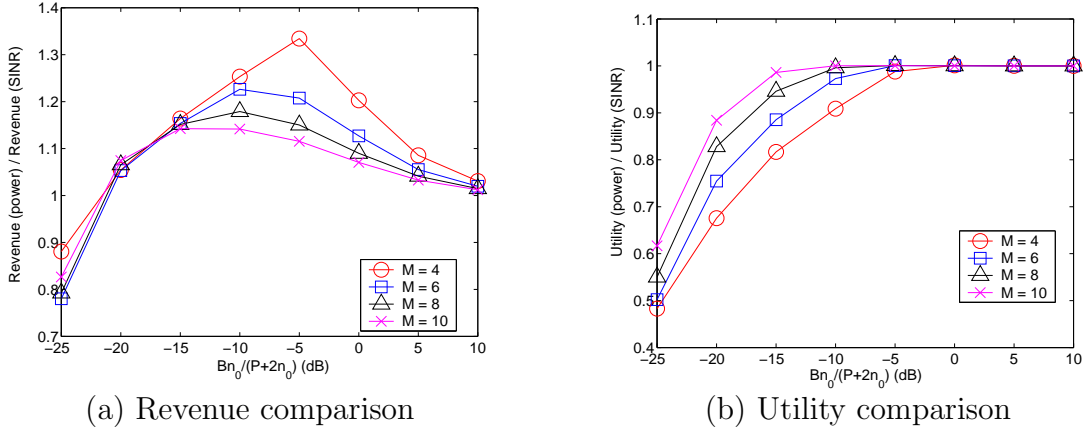 1.4
1.3
1.2
1.1
1
0.9
0.8
0.7
Revenue (power) / Revenue (SINR)
M = 4
M = 6
M = 8
M = 10
−25 −20 −15 −10 −5 0 5 10
Bn0/(P+2n0) (dB)
(a) Revenue comparison
1.1
1
0.9
0.8
0.7
0.6
0.5
0.4
Utility (power) / Utility (SINR)
M = 4
M = 6
M = 8
M = 10
−25 −20 −15 −10 −5 0 5 10
Bn0/(P+2n0) (dB)
(b) Utility comparison